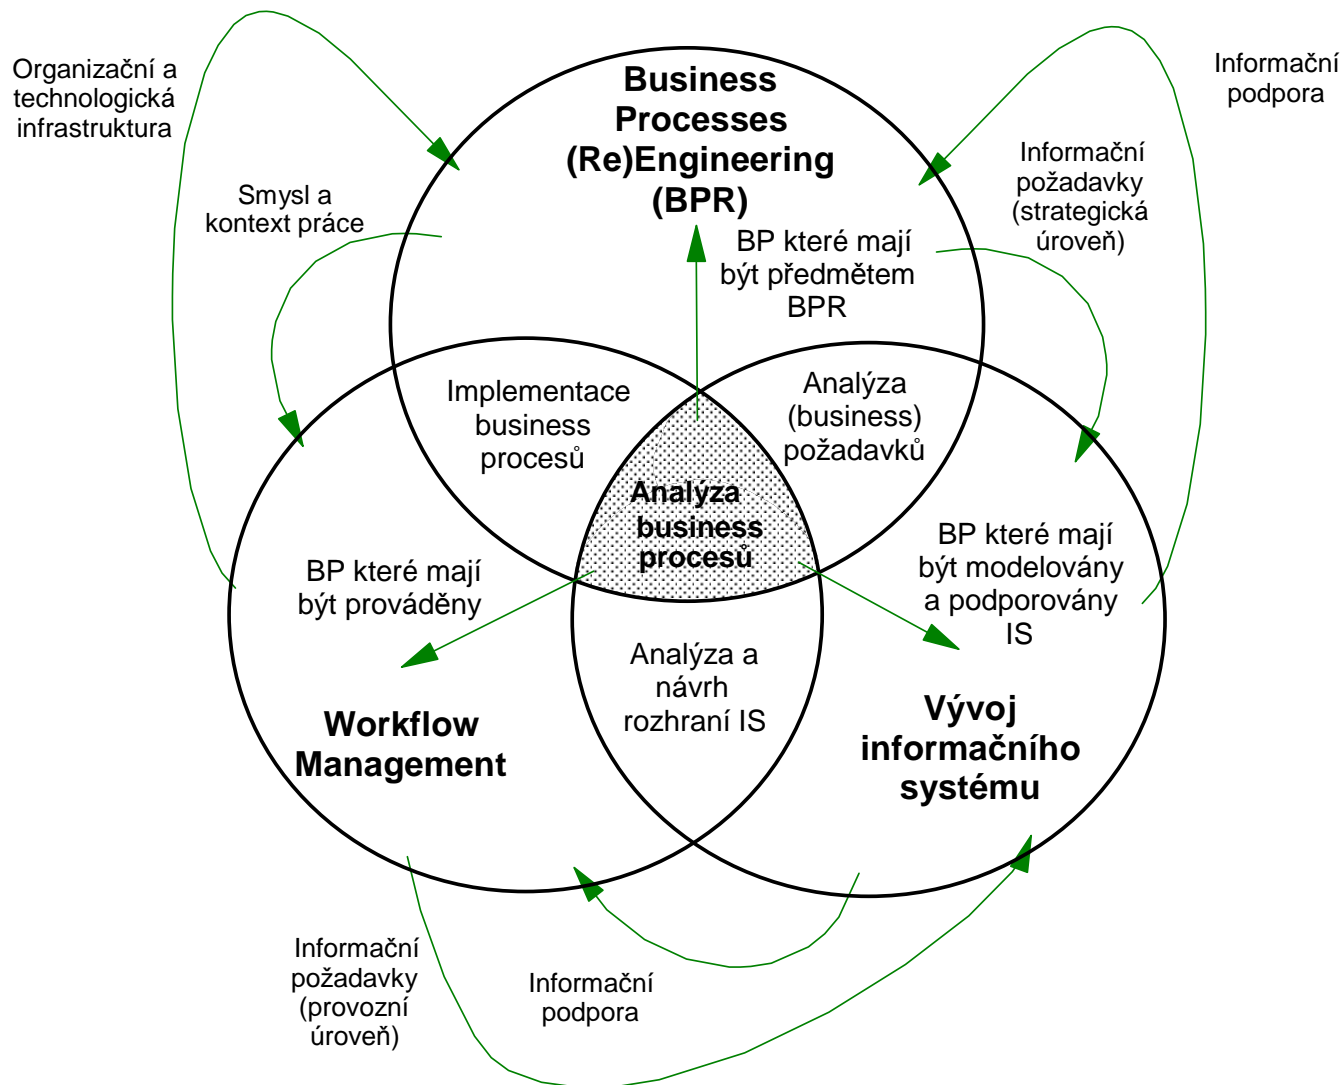 Organizační a
technologická
infrastruktura
Business
Processes
(Re)Engineering
(BPR)
Informační
podpora
Smysl a
kontext práce
Informační
požadavky
(strategická
úroveň)
BP které mají
být předmětem
BPR
Implementace
business
procesů
Analýza
(business)
požadavků
Analýza
business
procesů
BP které mají
být prováděny
BP které mají
být modelovány
a podporovány
IS
Analýza a
návrh
rozhraní IS
Workflow
Management
Vývoj
informačního
systému
Informační
požadavky
(provozní
úroveň)
Informační
podpora